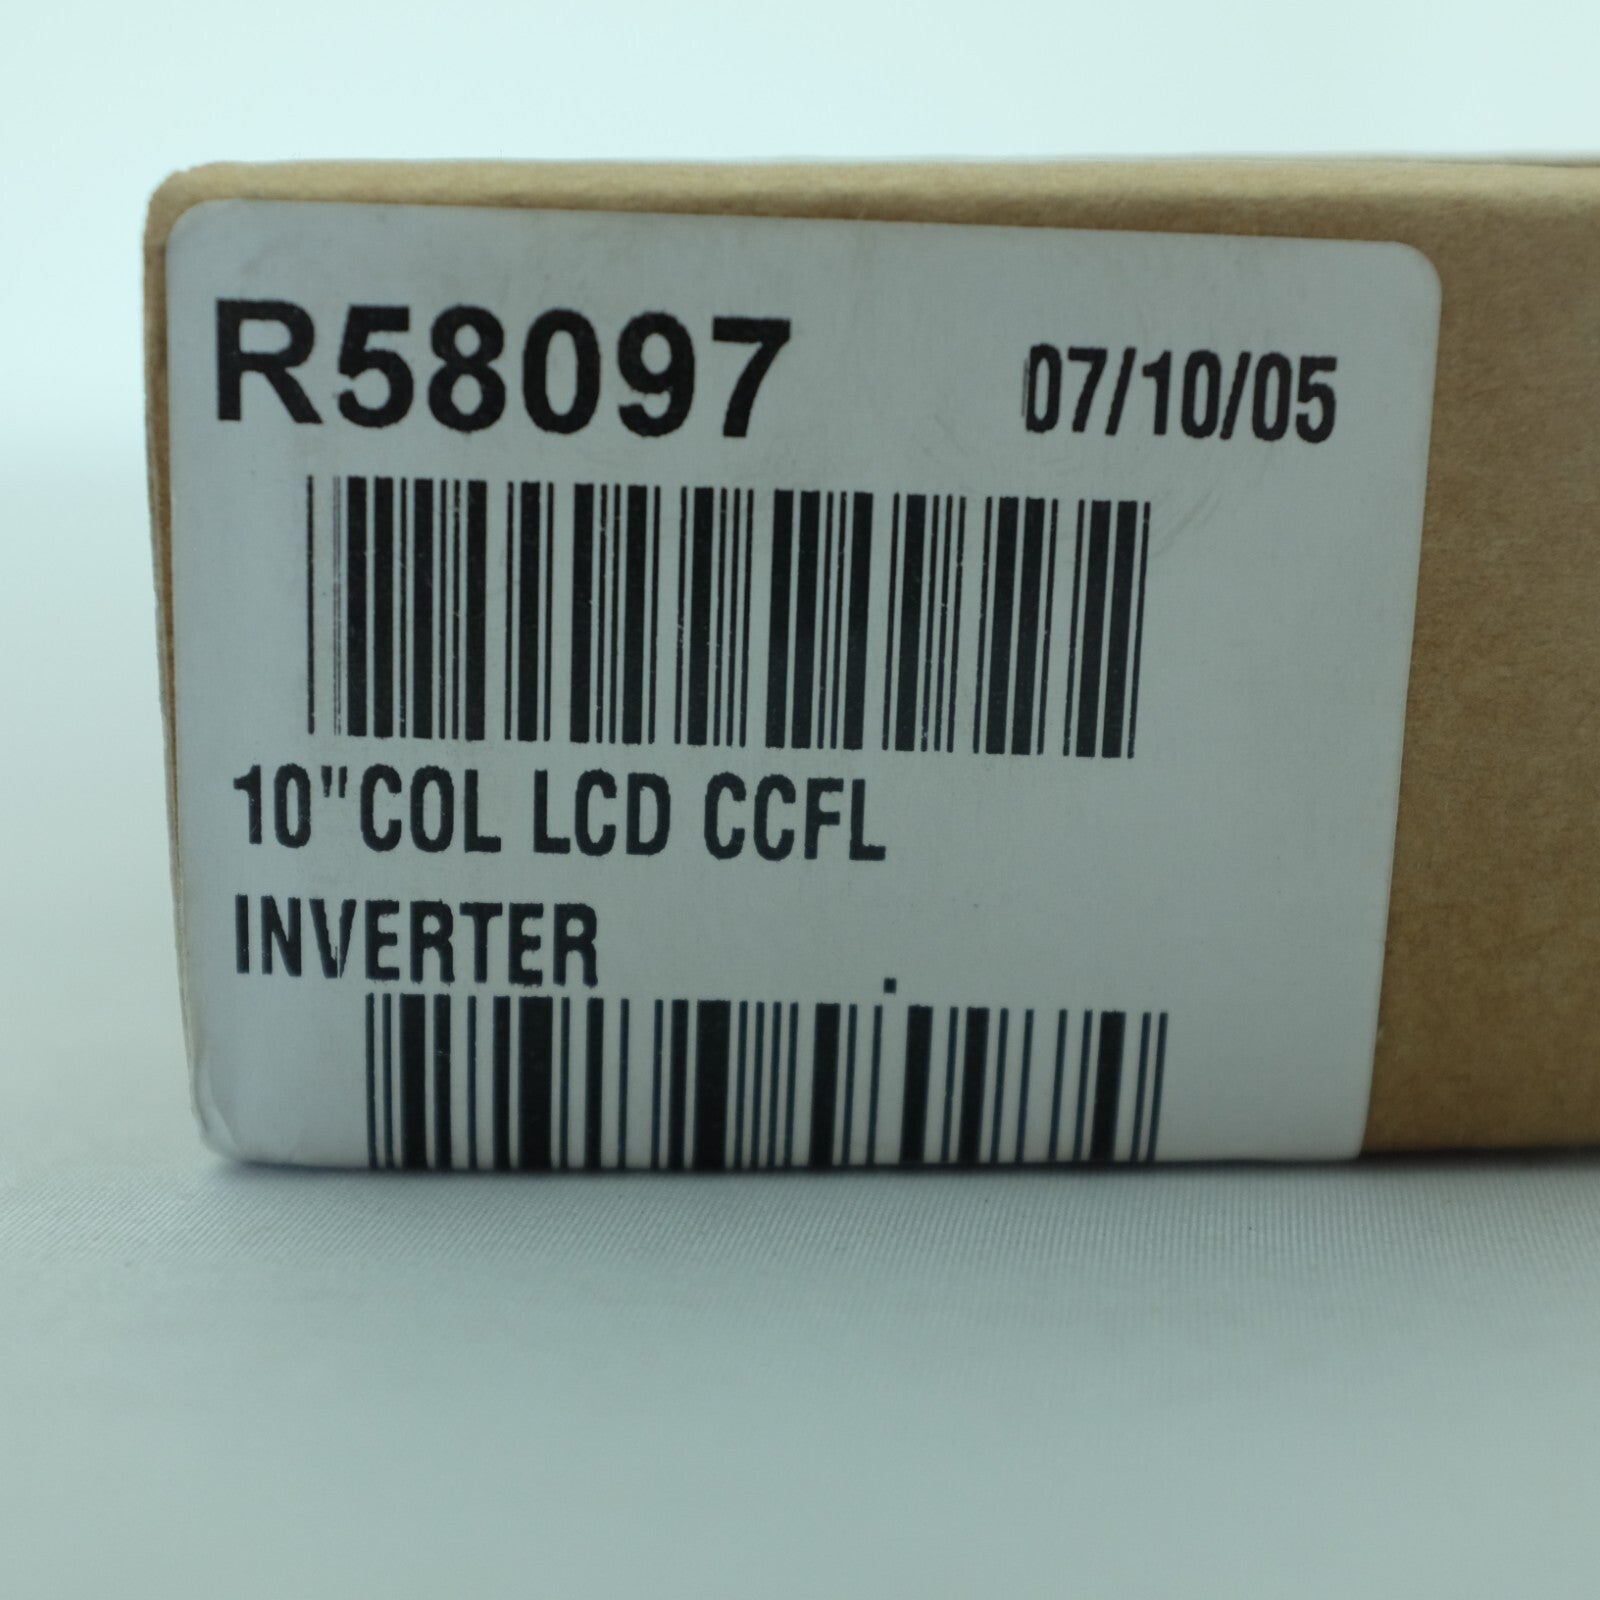 R58097 07/10/05
10"COL LCD CCFL
INVERTER